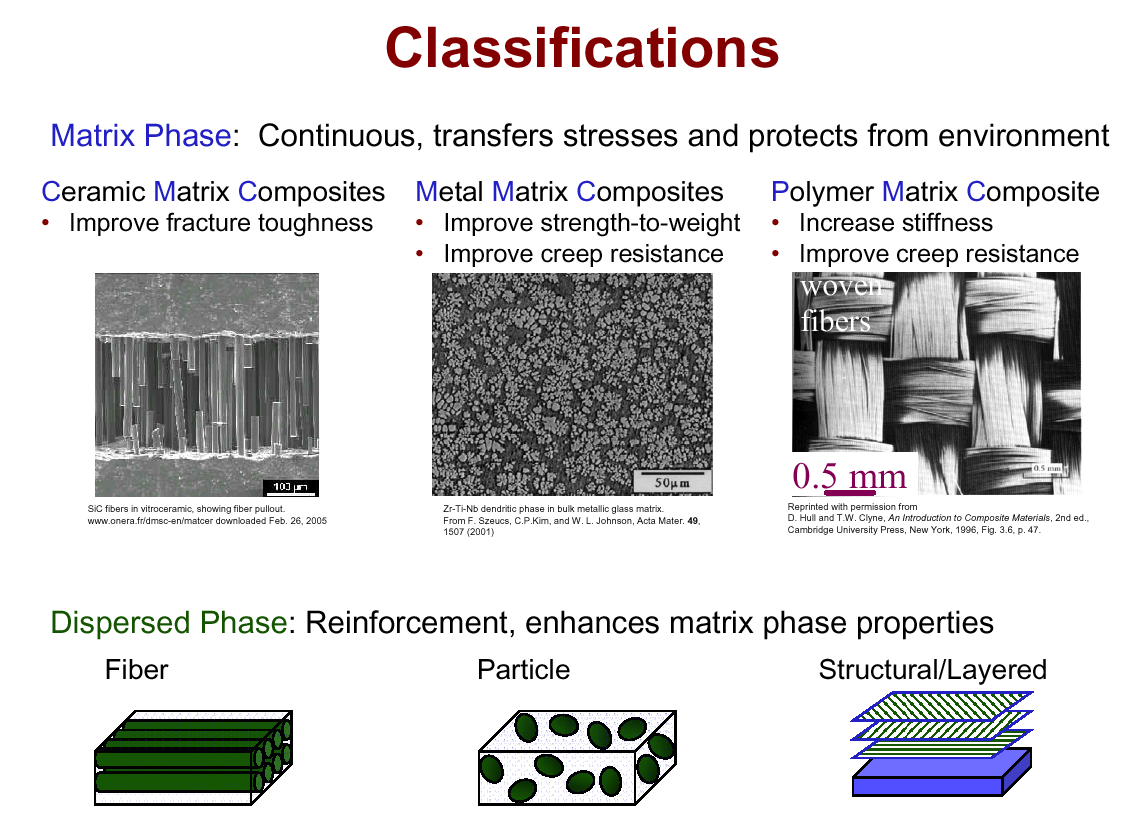 Classifications
Matrix Phase: Continuous, transfers stresses and protects from environment
Ceramic Matrix Composites
• Improve fracture toughness
Metal Matrix Composites
• Improve strength-to-weight
• Improve creep resistance
Polymer Matrix Composite
• Increase stiffness
• Improve creep resistance
100 µm
SiC fibers in vitroceramic, showing fiber pullout.
www.onera.fr/dmsc-en/matcer downloaded Feb. 26, 2005
50µm
Zr-Ti-Nb dendritic phase in bulk metallic glass matrix.
From F. Szeucs, C.P.Kim, and W. L. Johnson, Acta Mater. 49,
1507 (2001)
woven
fibers
0.5 mm
0.5 mm
Reprinted with permission from
D. Hull and T.W. Clyne, An Introduction to Composite Materials, 2nd ed.,
Cambridge University Press, New York, 1996, Fig. 3.6, p. 47.
Dispersed Phase: Reinforcement, enhances matrix phase properties
Fiber
Particle
Structural/Layered